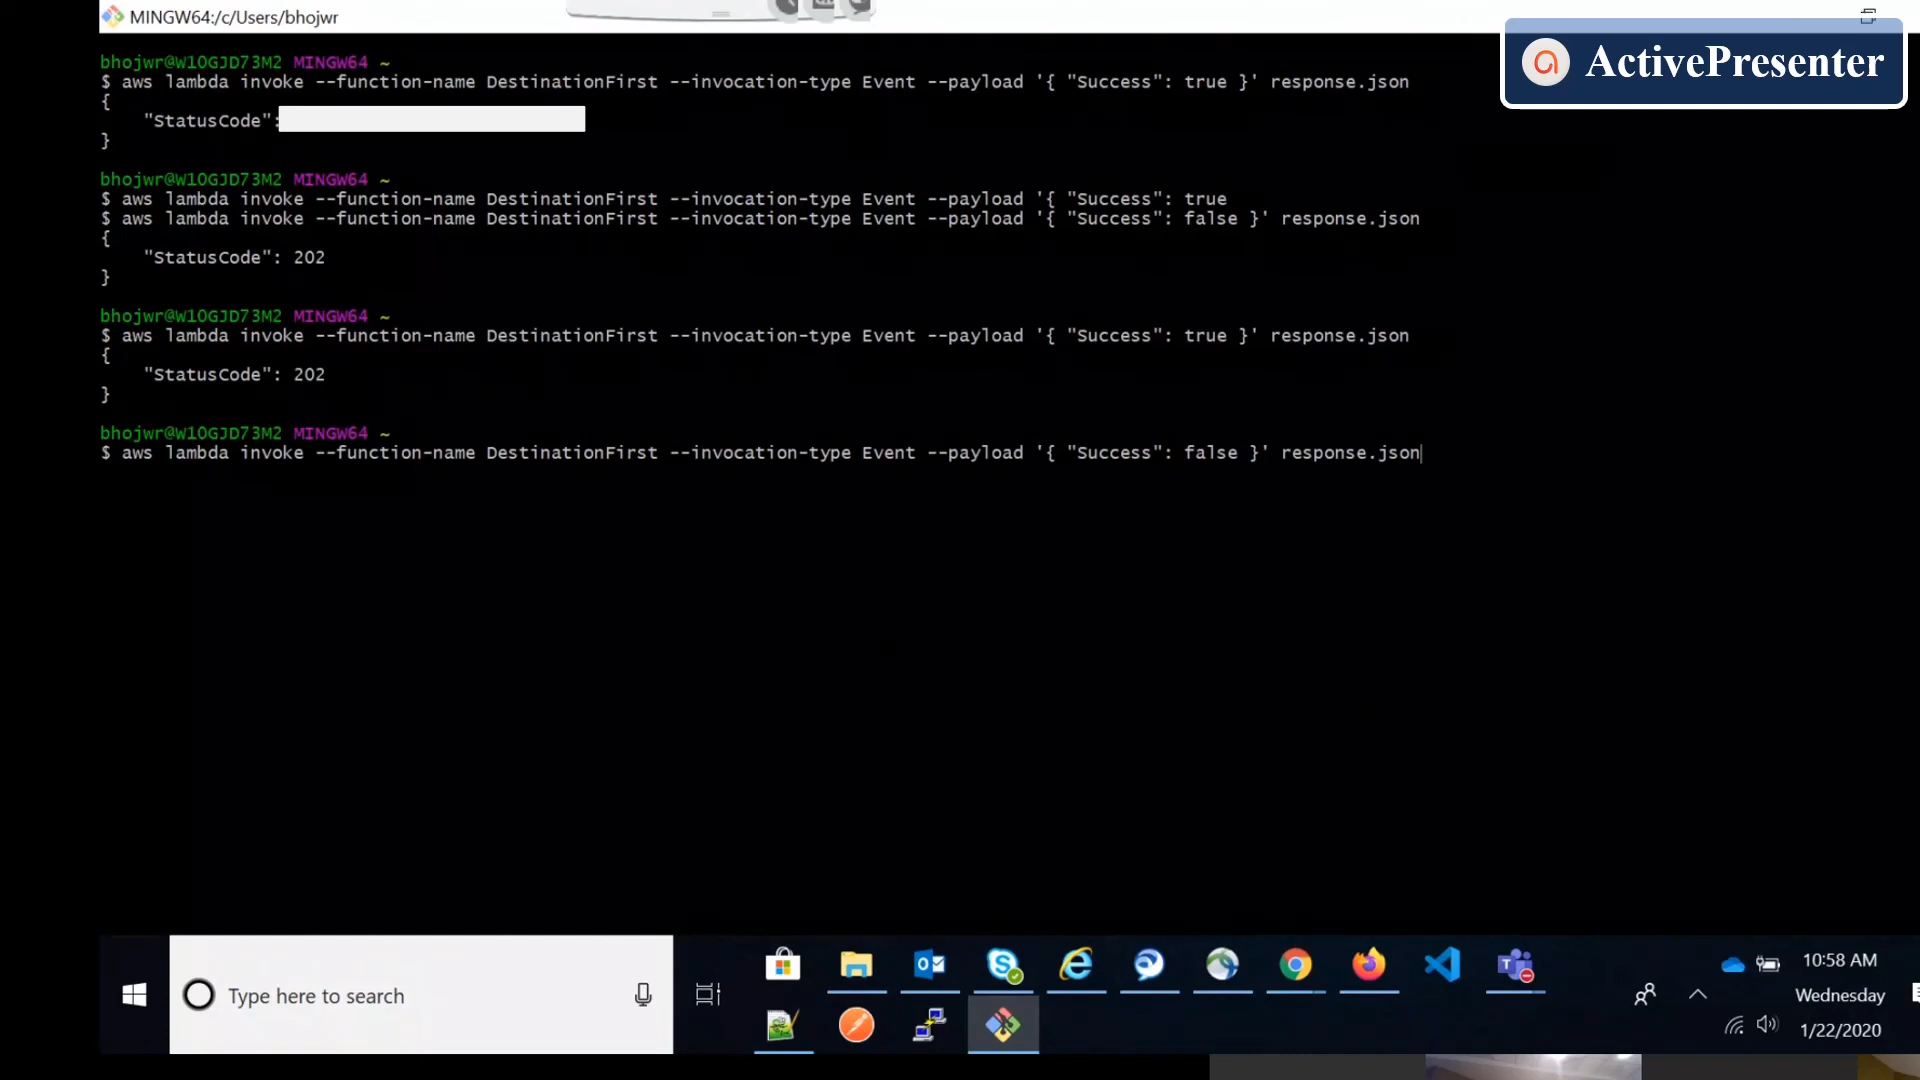 MINGW64:/c/Users/bhojwr
ActivePresenter
bhojwr@W10GJD73M2 MINGW64 ~
$ aws lambda invoke --function-name DestinationFirst --invocation-type Event --payload '{ "Success": true }' response.json
{
    "StatusCode":
}
bhojwr@W10GJD73M2 MINGW64 ~
$ aws lambda invoke --function-name DestinationFirst --invocation-type Event --payload '{ "Success": true
$ aws lambda invoke --function-name DestinationFirst --invocation-type Event --payload '{ "Success": false }' response.json
{
    "StatusCode": 202
}
bhojwr@W10GJD73M2 MINGW64 ~
$ aws lambda invoke --function-name DestinationFirst --invocation-type Event --payload '{ "Success": true }' response.json
{
    "StatusCode": 202
}
bhojwr@W10GJD73M2 MINGW64 ~
$ aws lambda invoke --function-name DestinationFirst --invocation-type Event --payload '{ "Success": false }' response.json
Type here to search
10:58 AM
Wednesday
1/22/2020